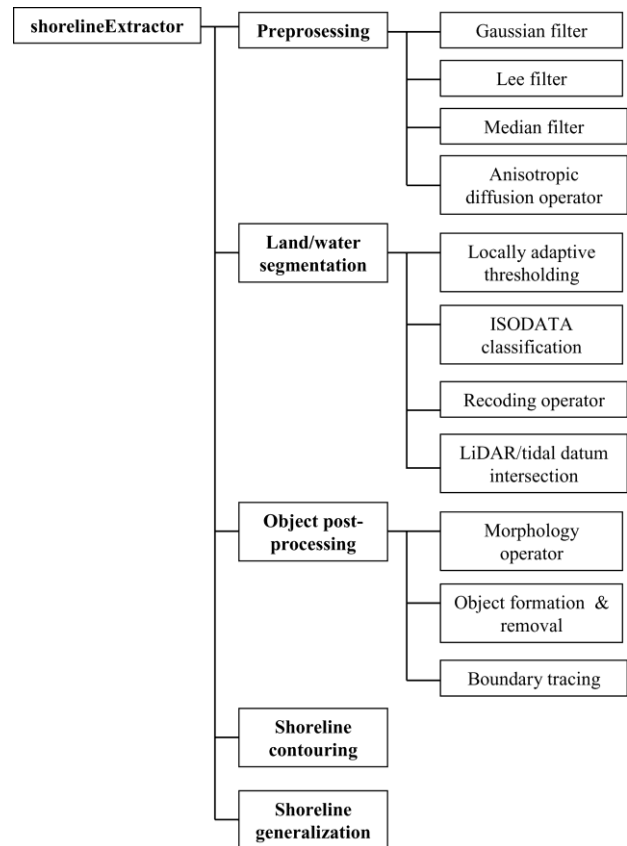 shorelineExtractor
Preprosessing
Gaussian filter
Lee filter
Median filter
Anisotropic
diffusion operator
Land/water
segmentation
Locally adaptive
thresholding
ISODATA
classification
Recoding operator
LiDAR/tidal datum
intersection
Object post-
processing
Morphology
operator
Object formation & 
removal
Boundary tracing
Shoreline
contouring
Shoreline
generalization